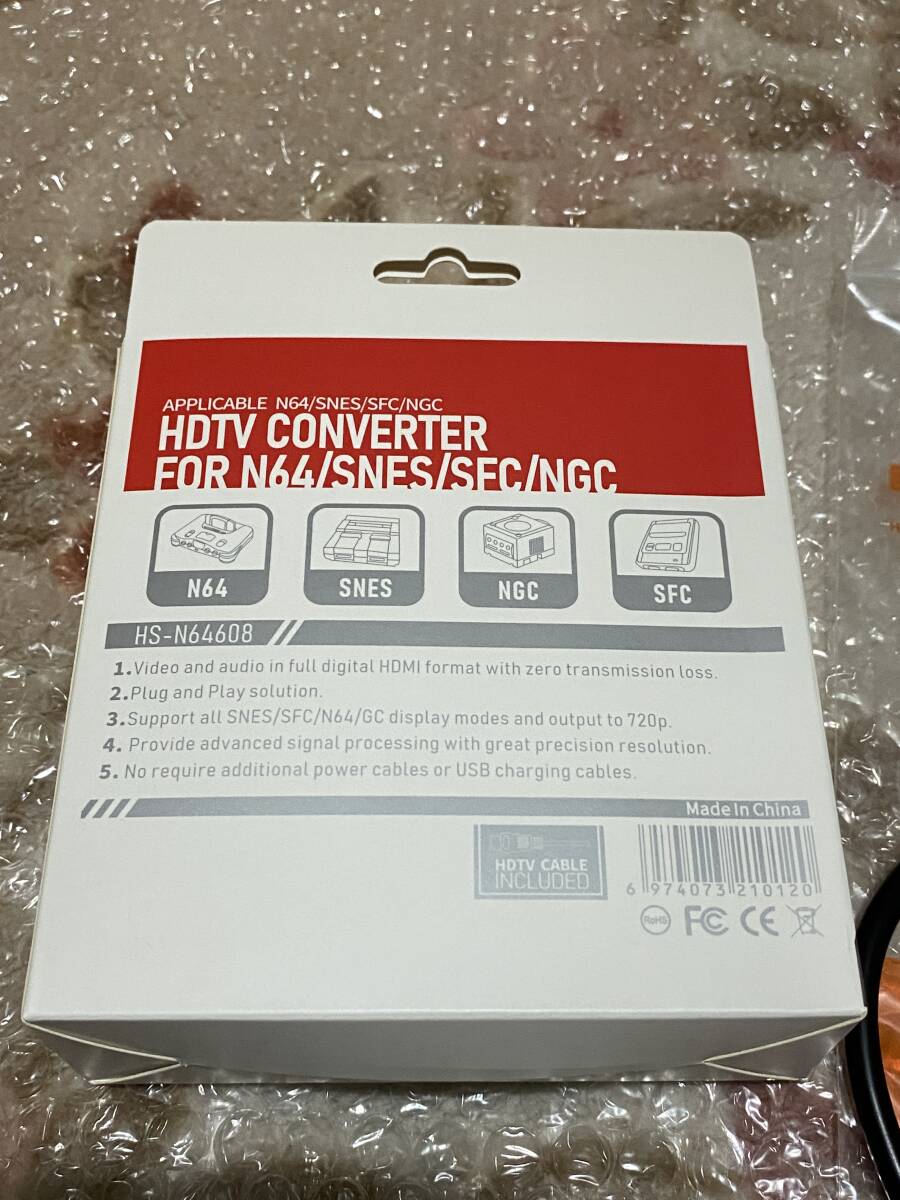 APPLICABLE N64/SNES/SFC/NGC
HDTV CONVERTER
FOR N64/SNES/SFC/NGC
N64
SNES
NGC
SFC
HS-N64608
1.Video and audio in full digital HDMI format with zero transmission loss.
2.Plug and Play solution.
3.Support all SNES/SFC/N64/GC display modes and output to 720p.
4. Provide advanced signal processing with great precision resolution.
5. No require additional power cables or USB charging cables.
Made In China
HDTV CABLE
INCLUDED
6 974073 210120
RoHS FC CE